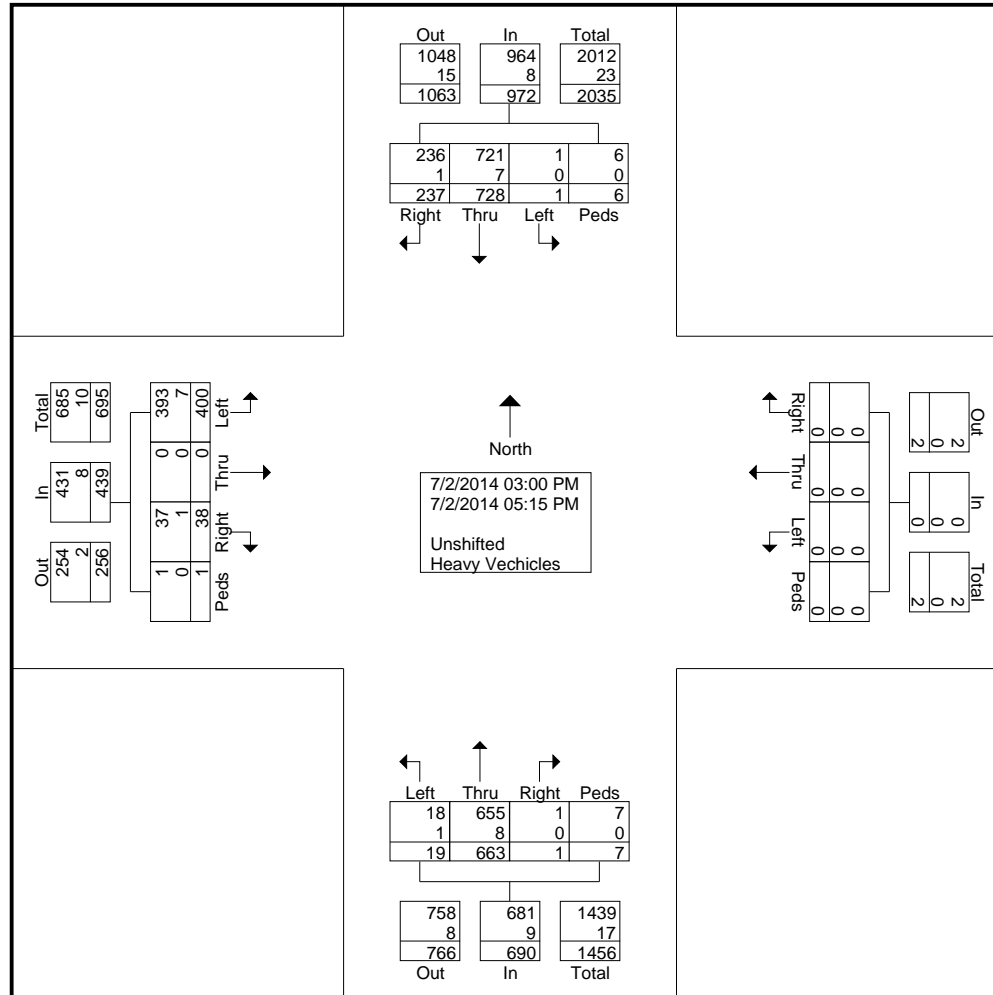 Out In Total
1048 964 2012
15 8 23
1063 972 2035
236 721 1 6
1 7 0 0
237 728 1 6
Right Thru Left Peds
Total
685
10
695
In
431
8
439
Out
254
2
256
393
7
400
Left
0
0
0
Thru
37
1
38
Right
1
0
1
Peds
North
7/2/2014 03:00 PM
7/2/2014 05:15 PM
Unshifted
Heavy Vechicles
Right
0
0
0
Thru
0
0
0
Left
0
0
0
Peds
0
0
0
Out
2
0
2
In
0
0
0
Total
2
0
2
Left Thru Right Peds
18 655 1 7
1 8 0 0
19 663 1 7
758 681 1439
8 9 17
766 690 1456
Out In Total